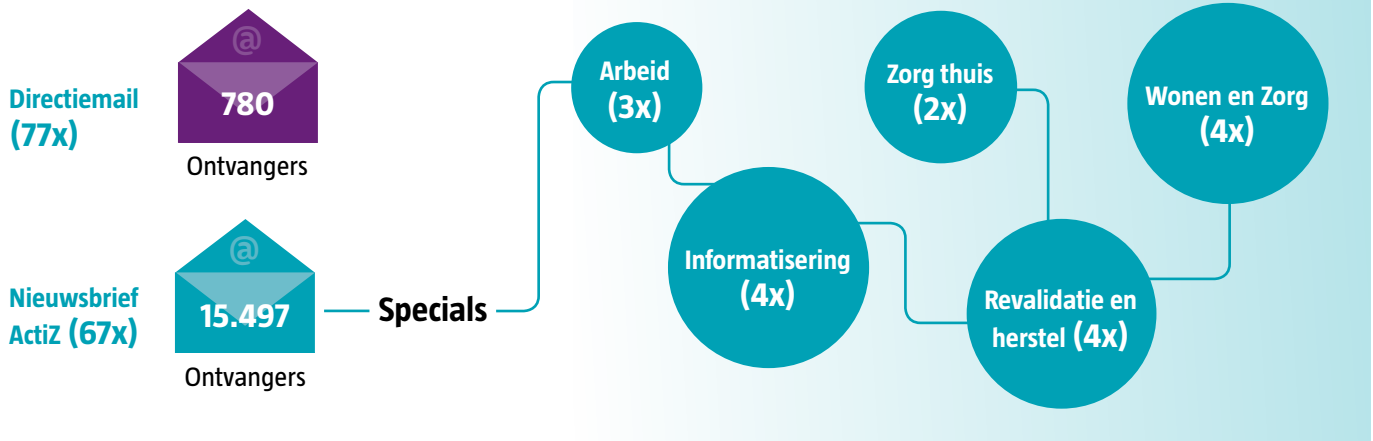 Directiemail
(77x)
@
780
Ontvangers
Nieuwsbrief
ActiZ (67x)
@
15.497
Ontvangers
Specials
Arbeid
(3x)
Informatisering
(4x)
Zorg thuis
(2x)
Revalidatie en
herstel (4x)
Wonen en Zorg
(4x)